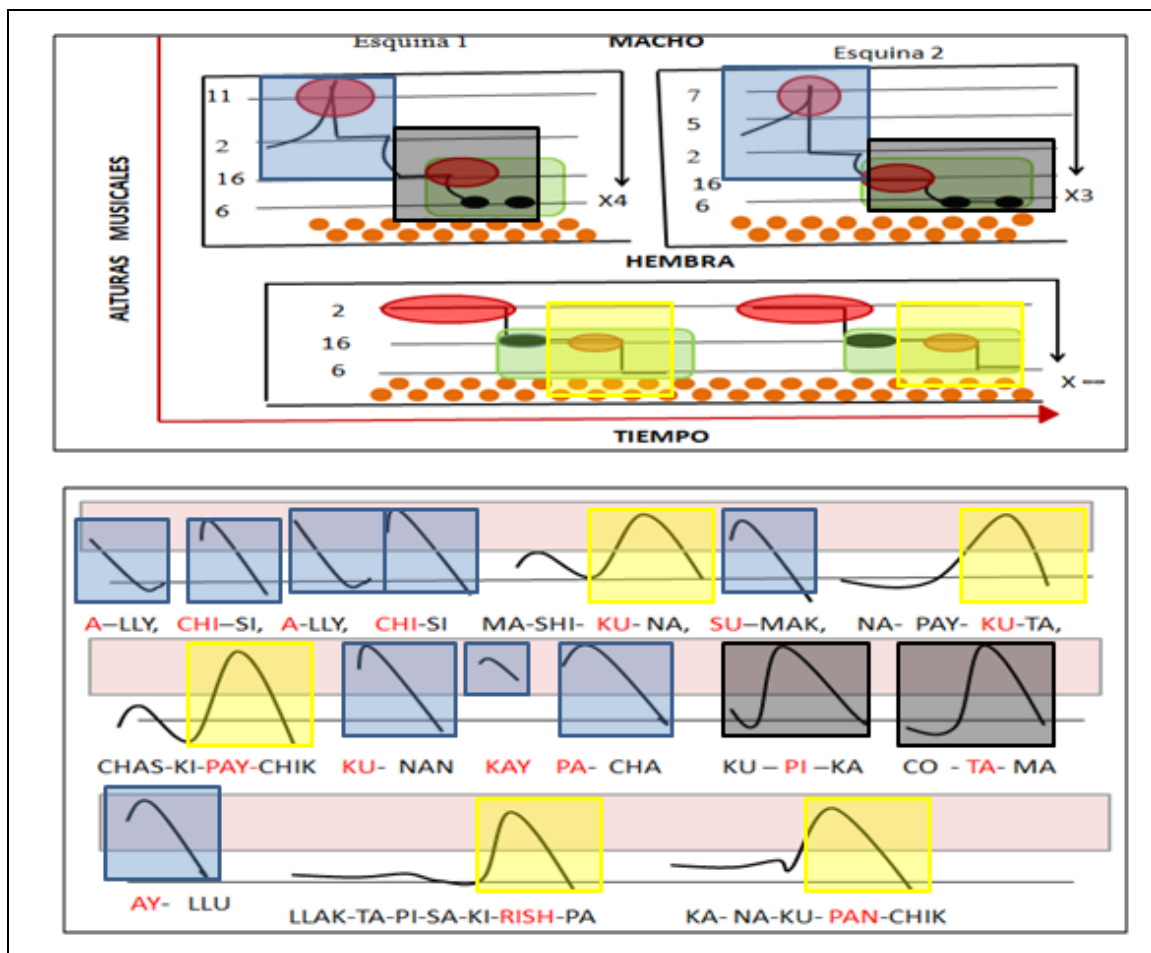 Esquina 1 MACHO
Esquina 2
ALTURAS MUSICALES
11
2
16
6
X4
7
5
2
16
6
X3
HEMBRA
2
16
6
X --
TIEMPO
A–LLY, CHI–SI, A-LLY, CHI-SI MA-SHI- KU- NA, SU–MAK, NA- PAY- KU-TA,
CHAS-KI-PAY-CHIK KU- NAN KAY PA- CHA KU – PI –KA CO - TA- MA
AY- LLU LLAK-TA-PI-SA-KI-RISH-PA KA- NA-KU- PAN-CHIK